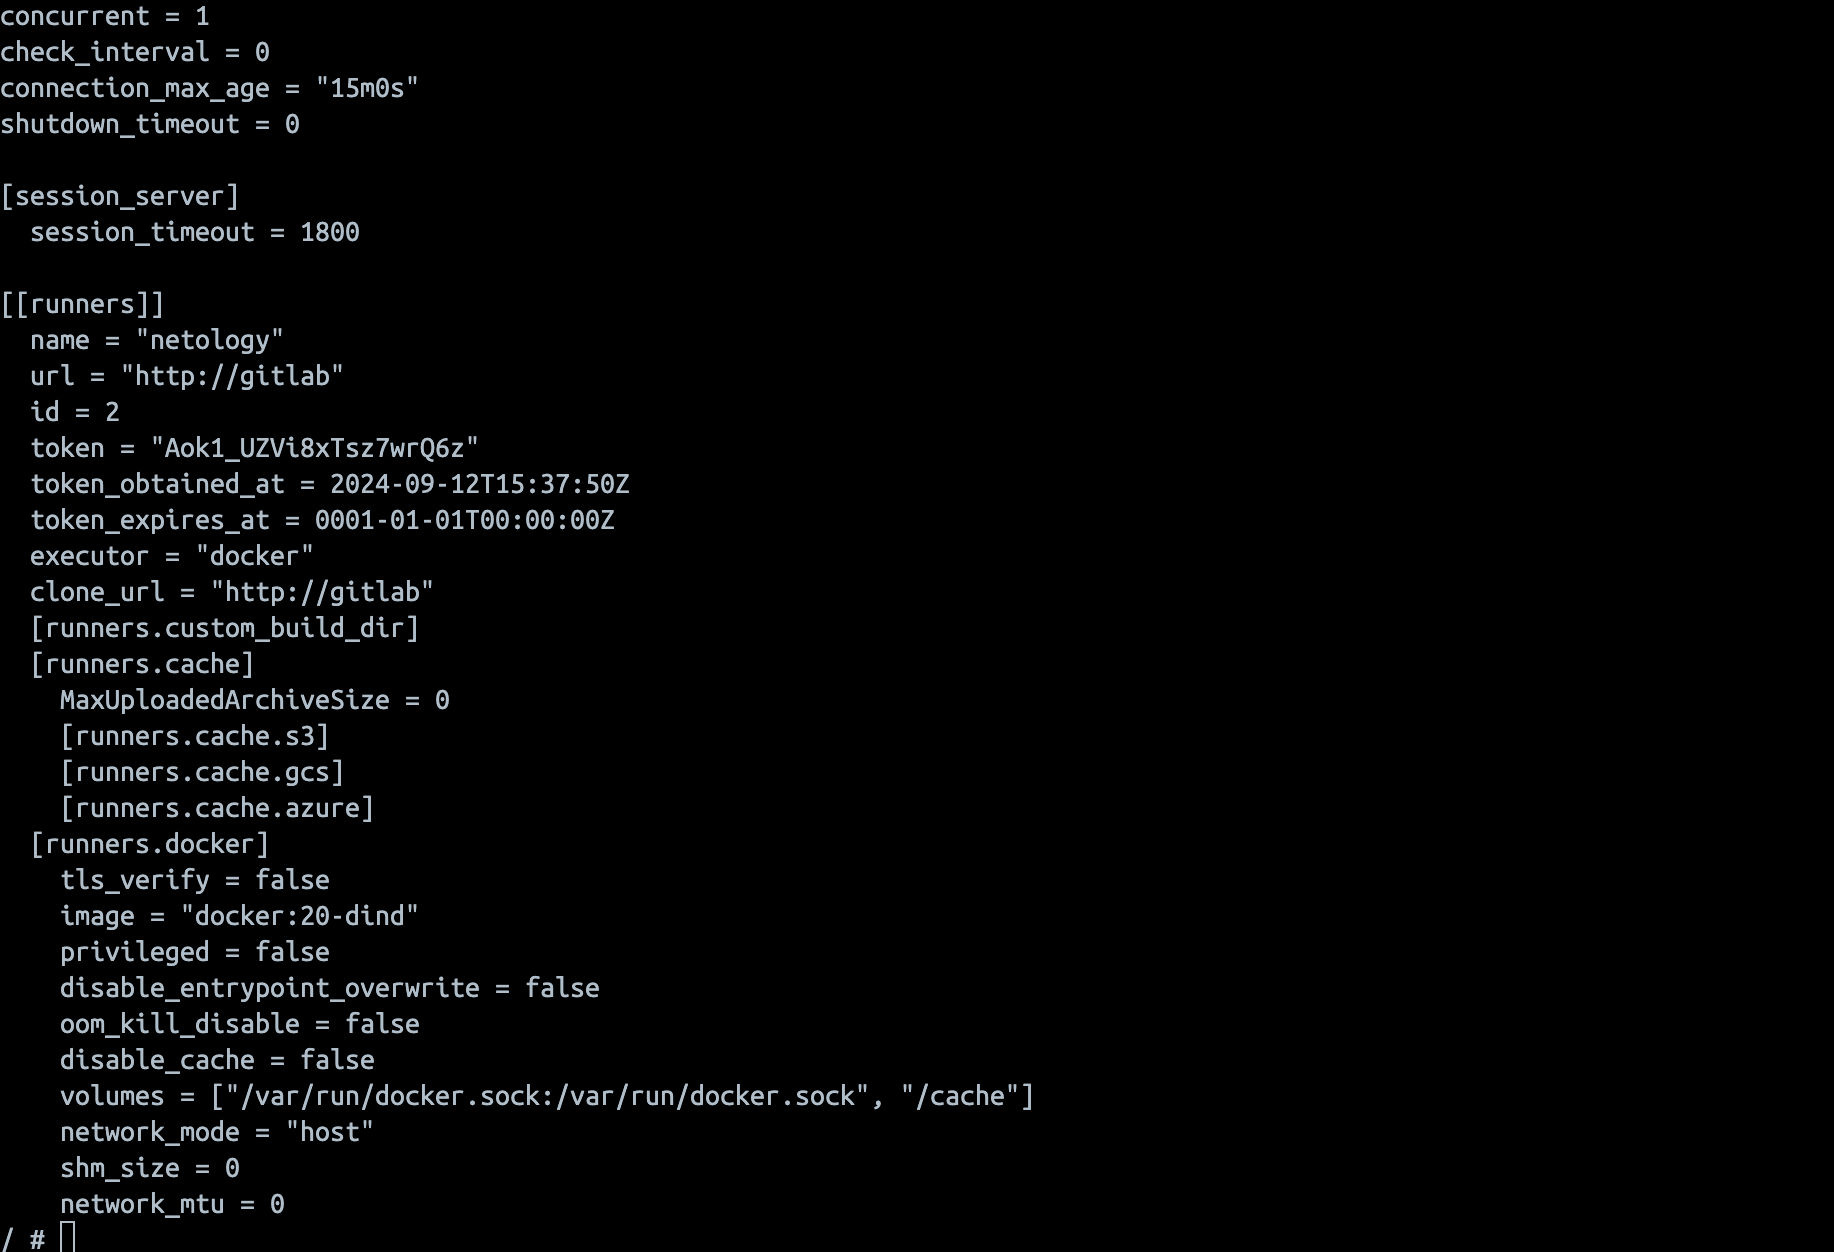 concurrent = 1
check_interval = 0
connection_max_age = "15m0s"
shutdown_timeout = 0

[session_server]
  session_timeout = 1800

[[runners]]
  name = "netology"
  url = "http://gitlab"
  id = 2
  token = "Aok1_UZVi8xTsz7wrQ6z"
  token_obtained_at = 2024-09-12T15:37:50Z
  token_expires_at = 0001-01-01T00:00:00Z
  executor = "docker"
  clone_url = "http://gitlab"
  [runners.custom_build_dir]
  [runners.cache]
    MaxUploadedArchiveSize = 0
    [runners.cache.s3]
    [runners.cache.gcs]
    [runners.cache.azure]
  [runners.docker]
    tls_verify = false
    image = "docker:20-dind"
    privileged = false
    disable_entrypoint_overwrite = false
    oom_kill_disable = false
    disable_cache = false
    volumes = ["/var/run/docker.sock:/var/run/docker.sock", "/cache"]
    network_mode = "host"
    shm_size = 0
    network_mtu = 0
/ #